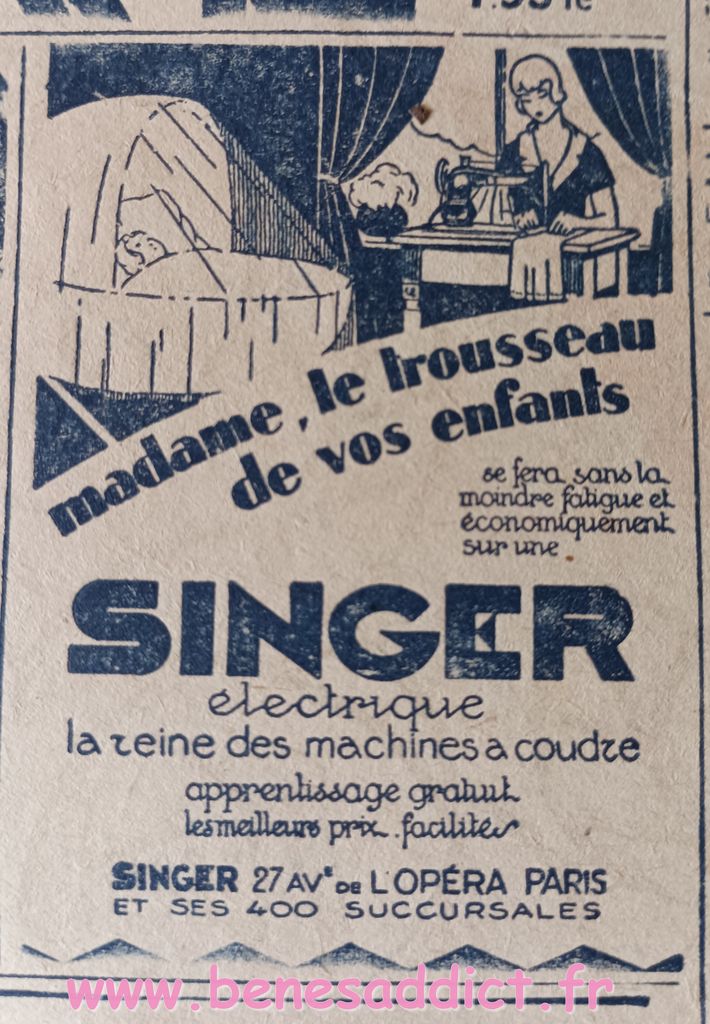 madame, le trousseau
de vos enfants
se fera sans la
moindre fatigue et
économiquement
sur une
SINGER
électrique
la reine des machines a coudre
apprentissage gratuit
les meilleurs prix. facilités
SINGER 27 AVe DE L'OPÉRA PARIS
ET SES 400 SUCCURSALES
www.benesaddict.fr